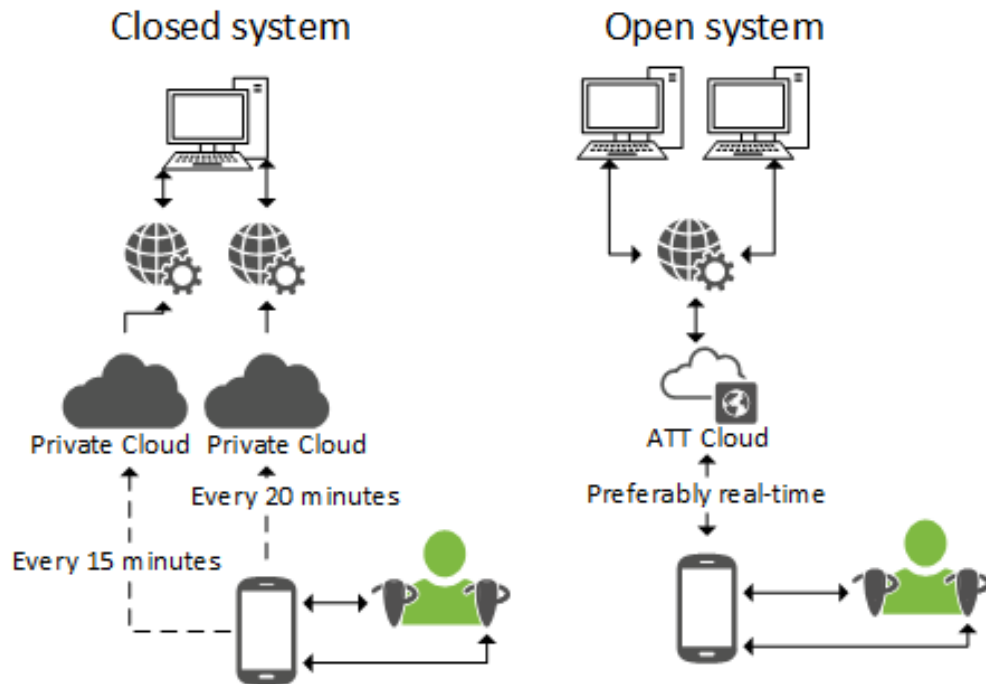 Closed system
Open system
Private Cloud
Private Cloud
ATT Cloud
Every 20 minutes
Preferably real-time
Every 15 minutes